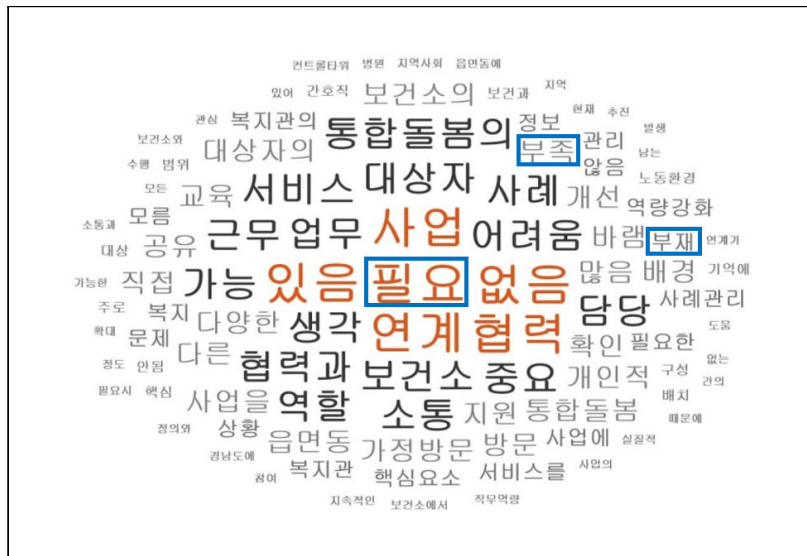 컨트롤타워 병원 지역사회 읍면동에
있어 간호직 보건소의 보건과 지역
관심 복지관의 통합돌봄의 정보 현재 추진
보건소와 대상자의 부족 관리 발생
수행 범위 서비스 대상자 사례 않음 남는
모든 교육 개선 노동환경
소통과 모름 근무 업무 사업 어려움 바램 역량강화
대상 공유 부재 연계가
가능한 직접 가능 있음 필요 없음 많음 배경 기억에
주로 복지 다양한 생각 연계 협력 담당 사례관리
확대 문제 확인 필요한 도움
정도 안됨 다른 협력과 보건소 중요 개인적 구성 없는
필요시 핵심 사업을 역할 소통 지원 통합돌봄 배치 간의
정의와 상황 읍면동 가정방문 방문 사업에 실질적 때문에
경남도에 복지관 핵심요소 서비스를 사업의
참여
지속적인 보건소에서 직무역량